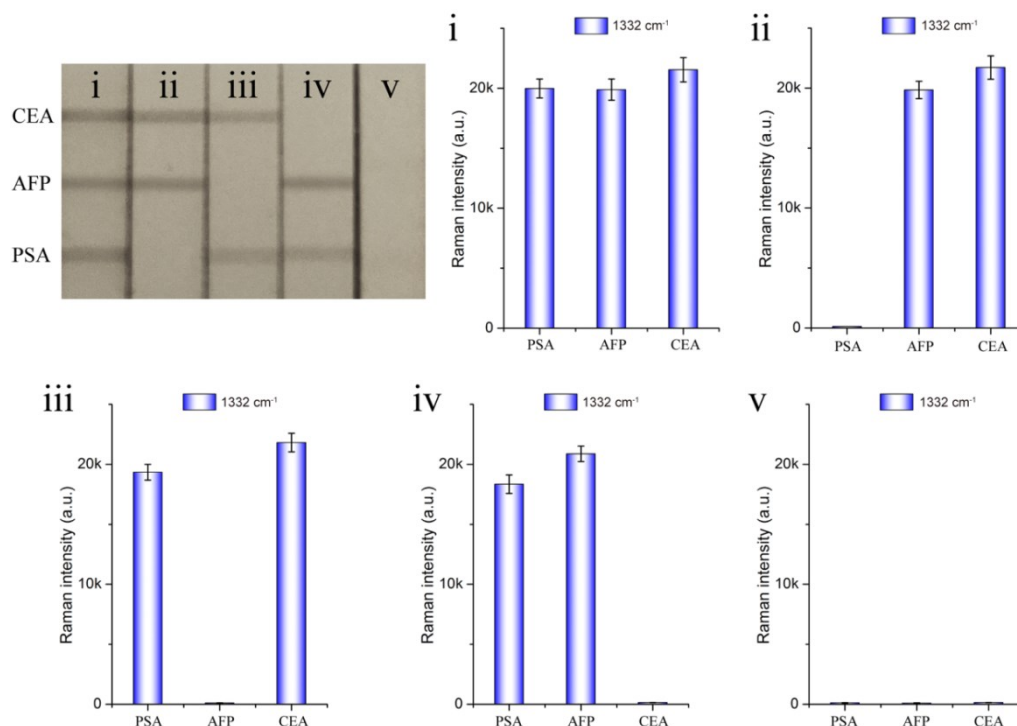 i ii iii iv v
CEA
AFP
PSA
i
1332 cm⁻¹
Raman intensity (a.u.)
20k
10k
0
PSA AFP CEA
ii
1332 cm⁻¹
Raman intensity (a.u.)
20k
10k
0
PSA AFP CEA
iii
1332 cm⁻¹
Raman intensity (a.u.)
20k
10k
0
PSA AFP CEA
iv
1332 cm⁻¹
Raman intensity (a.u.)
20k
10k
0
PSA AFP CEA
v
1332 cm⁻¹
Raman intensity (a.u.)
20k
10k
0
PSA AFP CEA